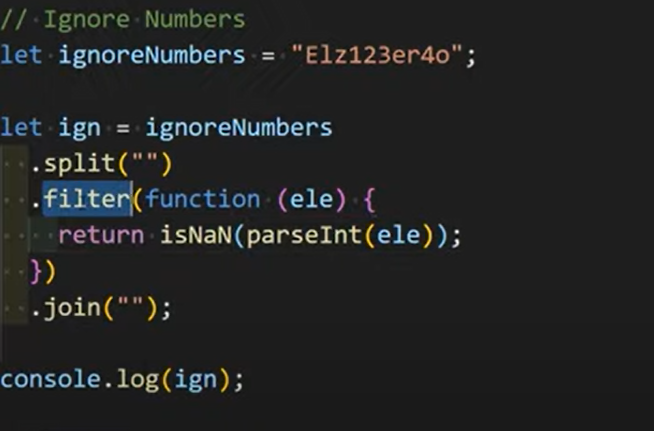 // Ignore Numbers
let ignoreNumbers = "Elz123er4o";
let ign = ignoreNumbers
.split("")
.filter(function (ele) {
return isNaN(parseInt(ele));
})
.join("");
console.log(ign);